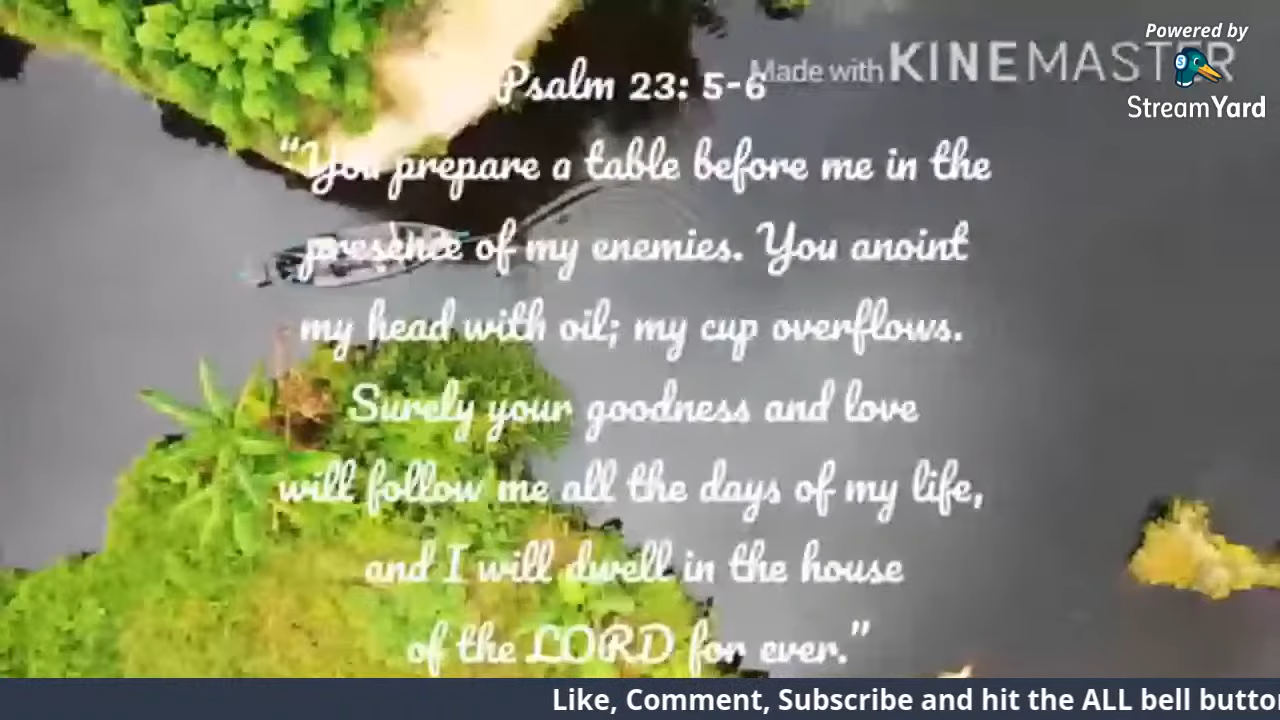 Powered by
StreamYard
Made with KINEMASTER
Psalm 23: 5-6
“You prepare a table before me in the
presence of my enemies. You anoint
my head with oil; my cup overflows.
Surely your goodness and love
will follow me all the days of my life,
and I will dwell in the house
of the LORD for ever.”
Like, Comment, Subscribe and hit the ALL bell butto